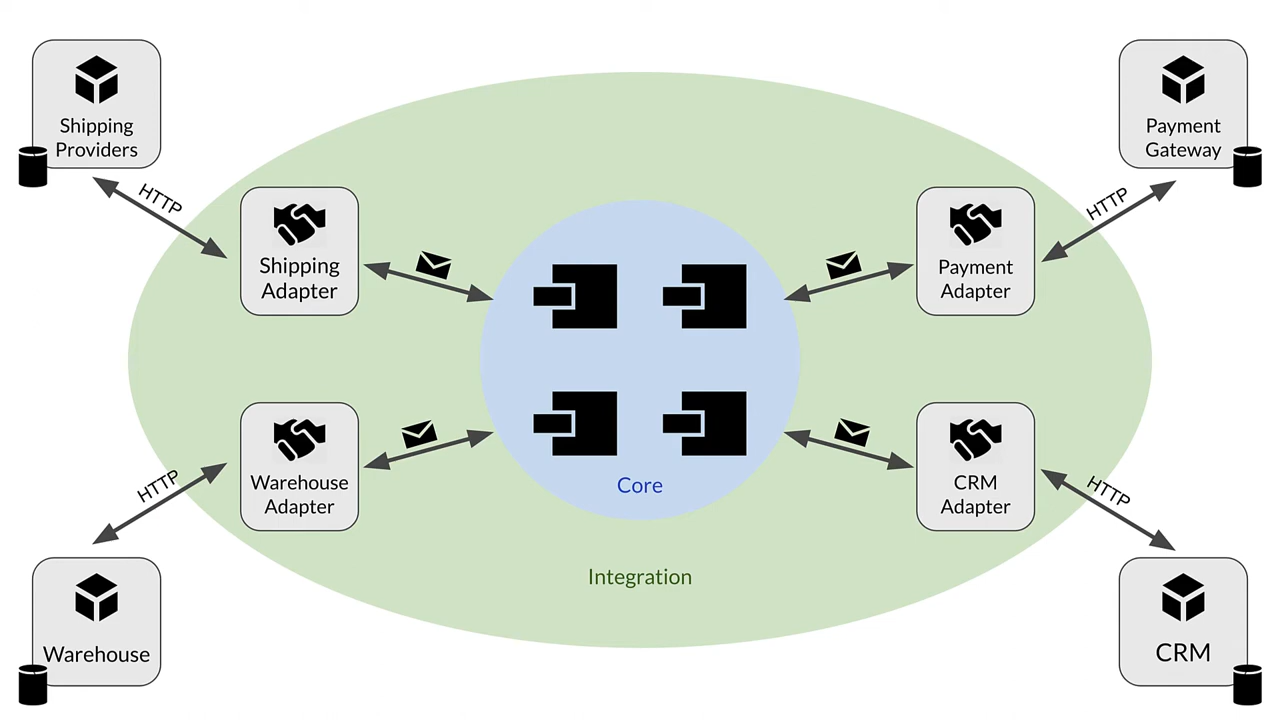 Shipping
Providers
Payment
Gateway
HTTP
HTTP
Shipping
Adapter
Payment
Adapter
Warehouse
Adapter
Core
CRM
Adapter
HTTP
HTTP
Integration
Warehouse
CRM